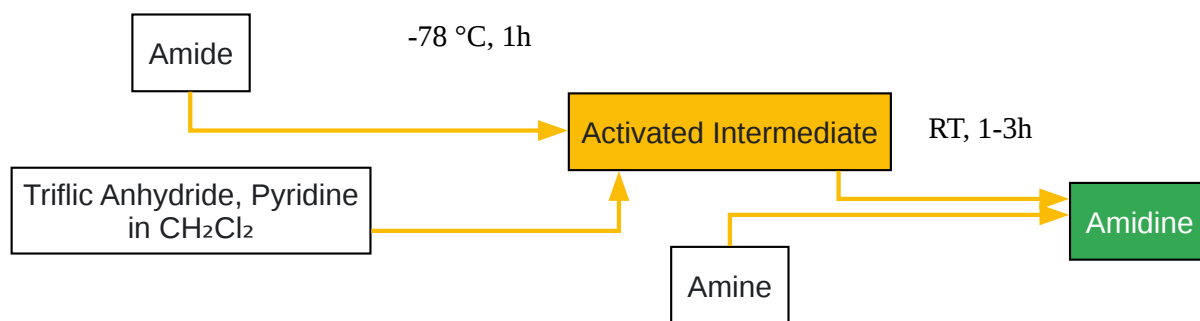 -78 °C, 1h
Amide
Activated Intermediate
RT, 1-3h
Triflic Anhydride, Pyridine
in CH₂Cl₂
Amidine
Amine